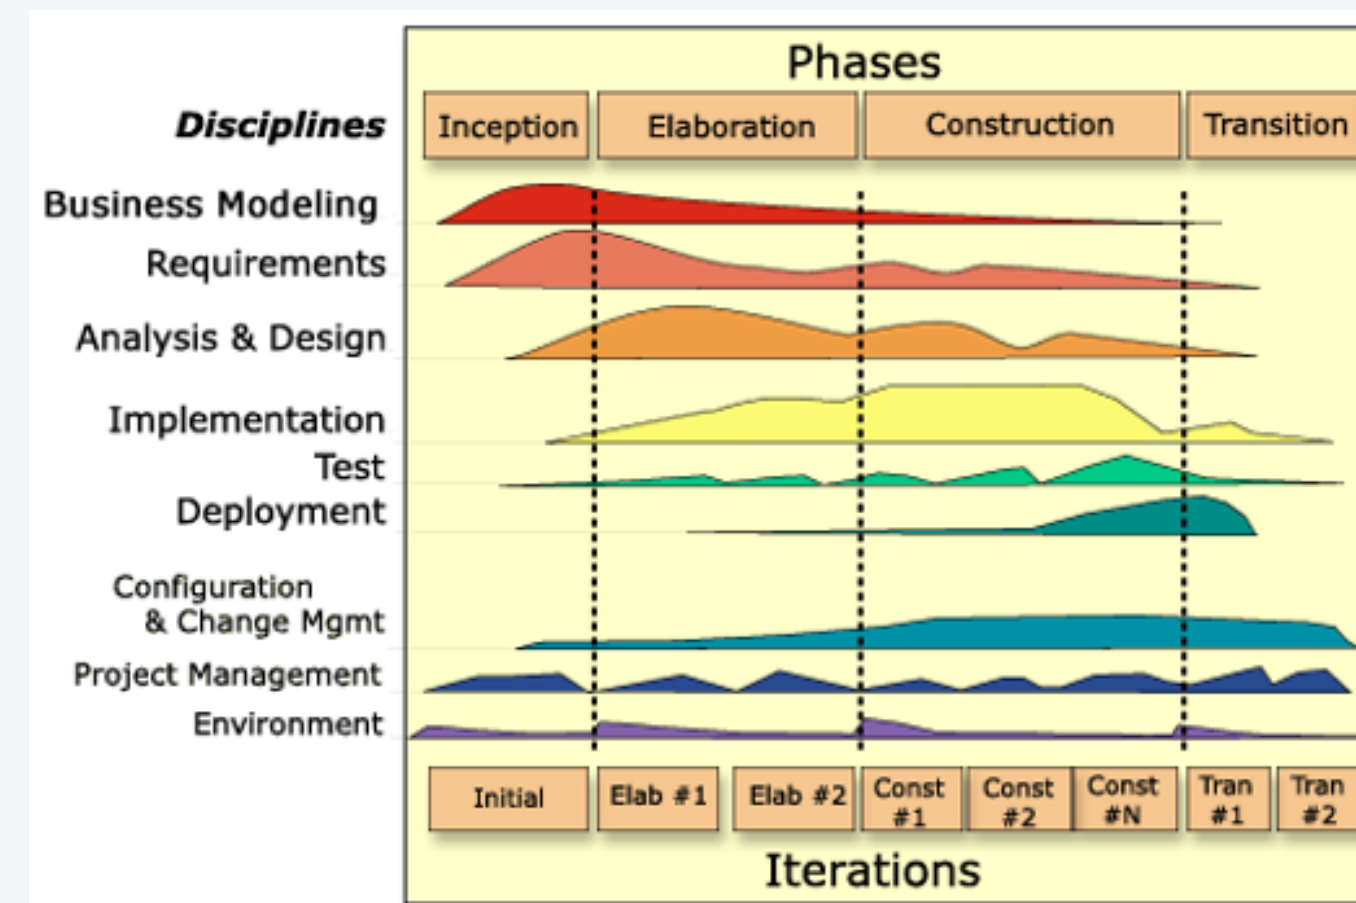 Phases
Disciplines
Inception
Elaboration
Construction
Transition
Business Modeling
Requirements
Analysis & Design
Implementation
Test
Deployment
Configuration
& Change Mgmt
Project Management
Environment
Initial
Elab #1
Elab #2
Const
#1
Const
#2
Const
#N
Tran
#1
Tran
#2
Iterations